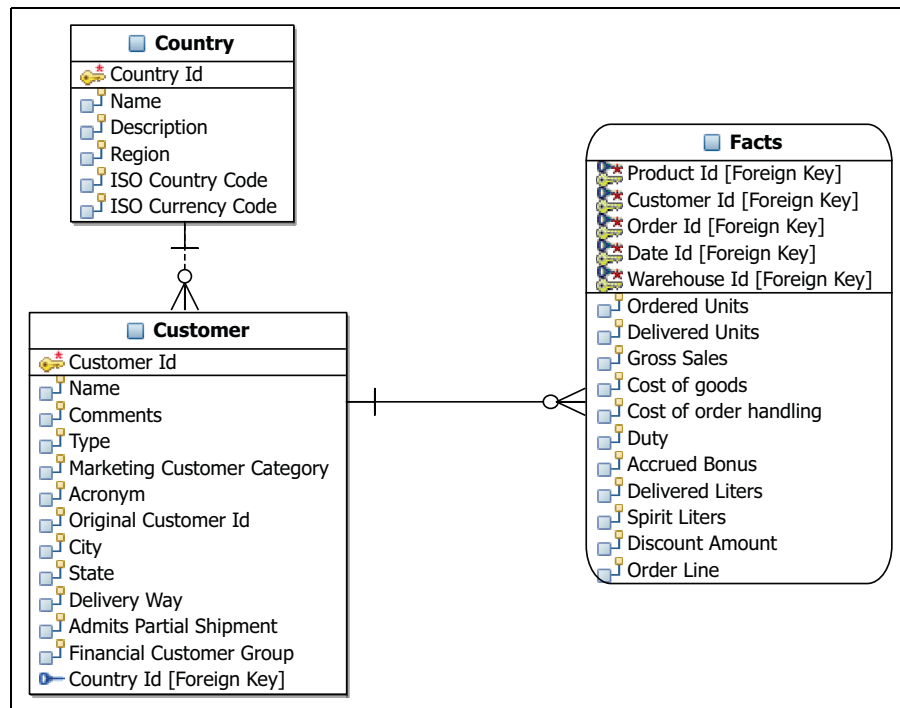 Country
Country Id
Name
Description
Region
ISO Country Code
ISO Currency Code
Customer
Customer Id
Name
Comments
Type
Marketing Customer Category
Acronym
Original Customer Id
City
State
Delivery Way
Admits Partial Shipment
Financial Customer Group
Country Id [Foreign Key]
Facts
Product Id [Foreign Key]
Customer Id [Foreign Key]
Order Id [Foreign Key]
Date Id [Foreign Key]
Warehouse Id [Foreign Key]
Ordered Units
Delivered Units
Gross Sales
Cost of goods
Cost of order handling
Duty
Accrued Bonus
Delivered Liters
Spirit Liters
Discount Amount
Order Line